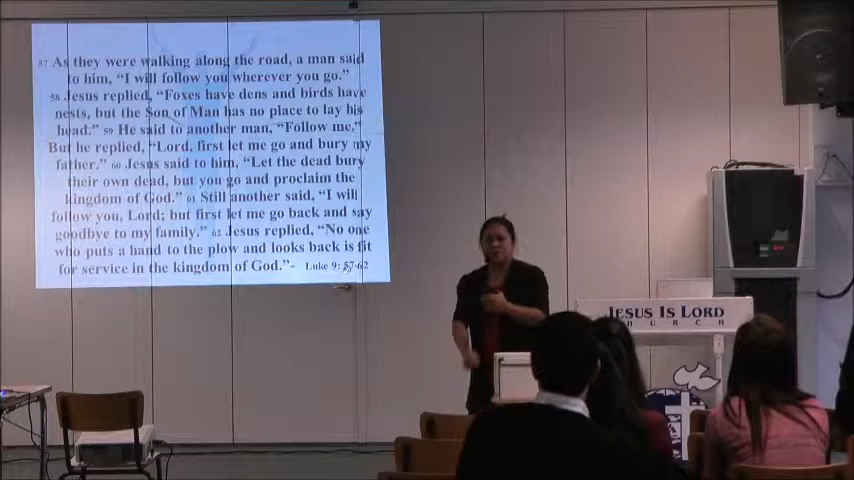 57 As they were walking along the road, a man said
to him, “I will follow you wherever you go.”
58 Jesus replied, “Foxes have dens and birds have
nests, but the Son of Man has no place to lay his
head.” 59 He said to another man, “Follow me.”
But he replied, “Lord, first let me go and bury my
father.” 60 Jesus said to him, “Let the dead bury
their own dead, but you go and proclaim the
kingdom of God.” 61 Still another said, “I will
follow you, Lord; but first let me go back and say
goodbye to my family.” 62 Jesus replied, “No one
who puts a hand to the plow and looks back is fit
for service in the kingdom of God.”- Luke 9: 57-62
JESUS IS LORD
CHURCH